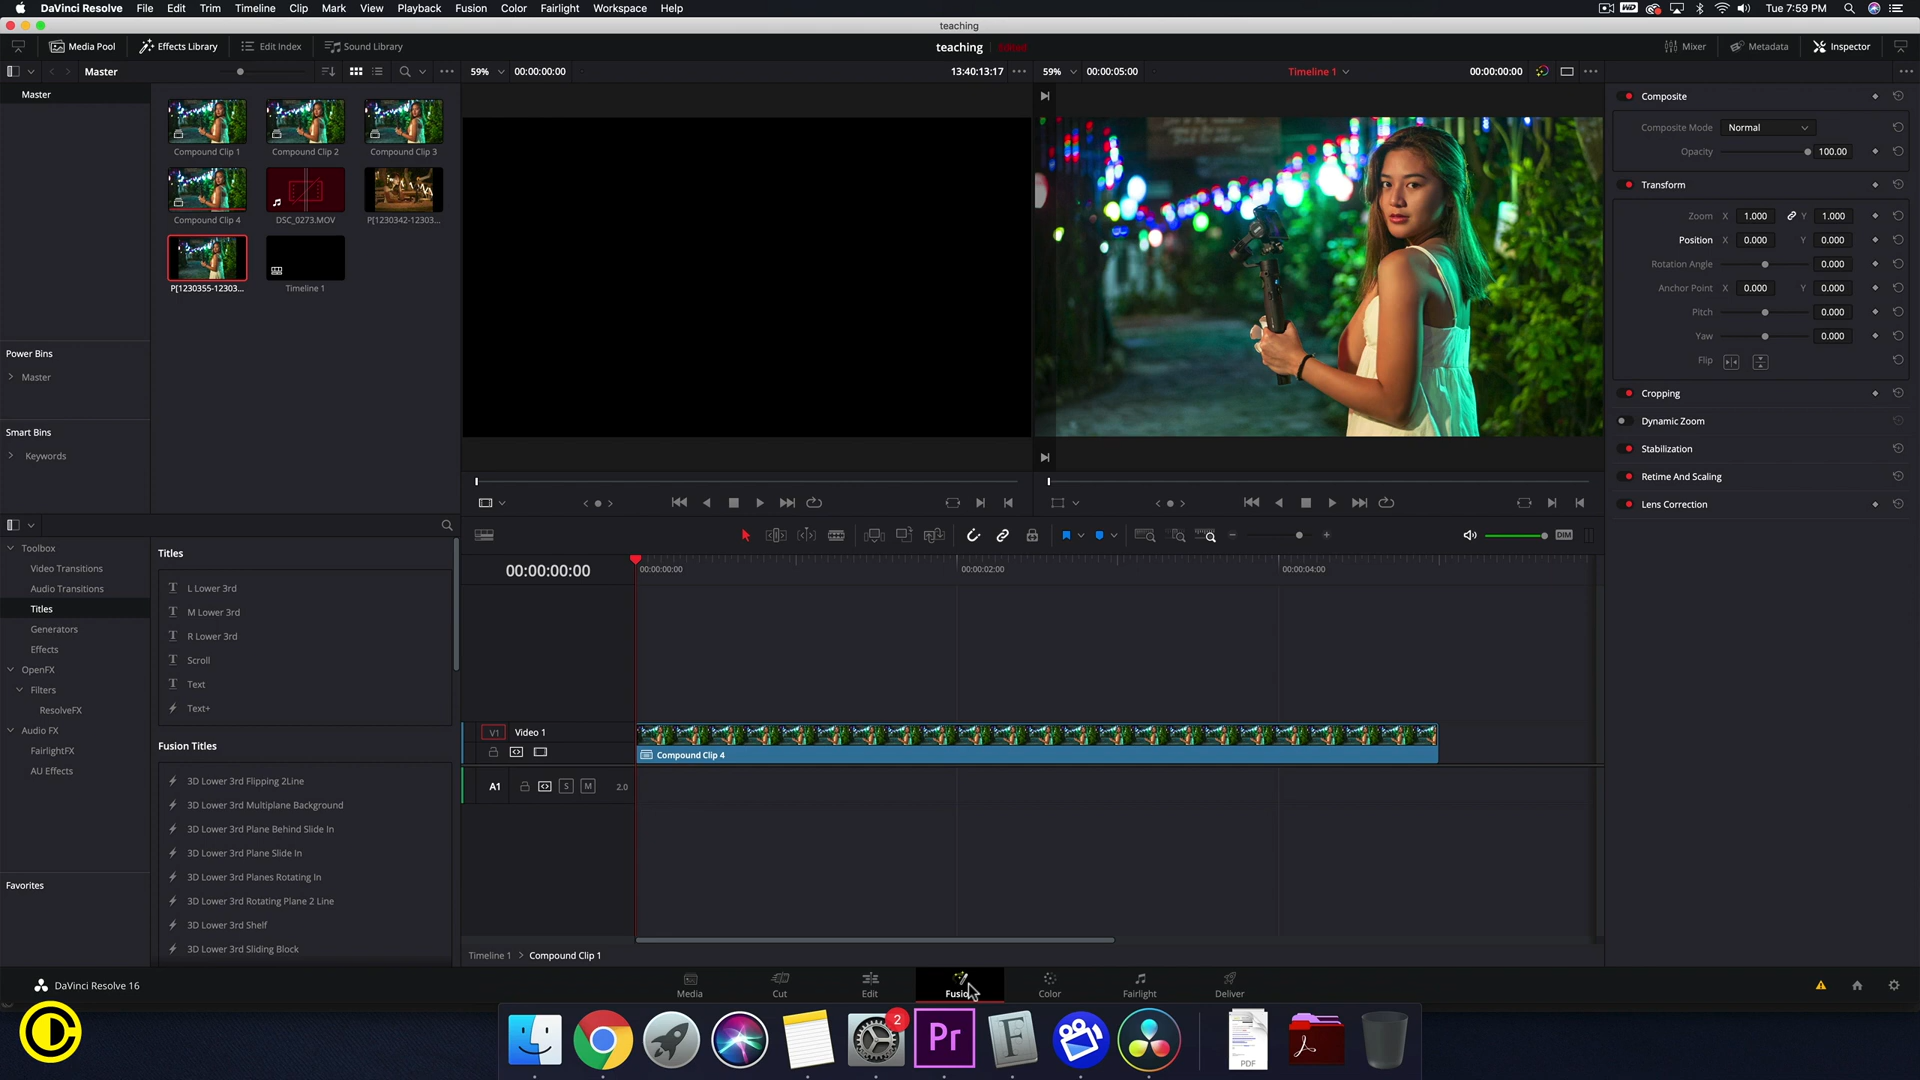 DaVinci Resolve File Edit Trim Timeline Clip Mark View Playback Fusion Color Fairlight Workspace Help
Tue 7:59 PM
teaching
Media Pool Effects Library Edit Index Sound Library
teaching Edited
Mixer Metadata Inspector
Master
59% 00:00:00:00 13:40:13:17
59% 00:00:05:00 Timeline 1 00:00:00:00
Master
Compound Clip 1 Compound Clip 2 Compound Clip 3
Compound Clip 4 DSC_0273.MOV P[1230342-12303...
P[1230355-12303... Timeline 1
Power Bins
Master
Smart Bins
Keywords
Composite
Composite Mode Normal
Opacity 100.00
Transform
Zoom X 1.000 Y 1.000
Position X 0.000 Y 0.000
Rotation Angle 0.000
Anchor Point X 0.000 Y 0.000
Pitch 0.000
Yaw 0.000
Flip
Cropping
Dynamic Zoom
Stabilization
Retime And Scaling
Lens Correction
Toolbox
Video Transitions
Audio Transitions
Titles
Generators
Effects
OpenFX
Filters
ResolveFX
Audio FX
FairlightFX
AU Effects
Favorites
Titles
L Lower 3rd
M Lower 3rd
R Lower 3rd
Scroll
Text
Text+
Fusion Titles
3D Lower 3rd Flipping 2Line
3D Lower 3rd Multiplane Background
3D Lower 3rd Plane Behind Slide In
3D Lower 3rd Plane Slide In
3D Lower 3rd Planes Rotating In
3D Lower 3rd Rotating Plane 2 Line
3D Lower 3rd Shelf
3D Lower 3rd Sliding Block
DIM
00:00:00:00
00:00:00:00 00:00:02:00 00:00:04:00
V1 Video 1
Compound Clip 4
A1 S M 2.0
Timeline 1 > Compound Clip 1
DaVinci Resolve 16
Media Cut Edit Fusion Color Fairlight Deliver
2
Pr
F
PDF